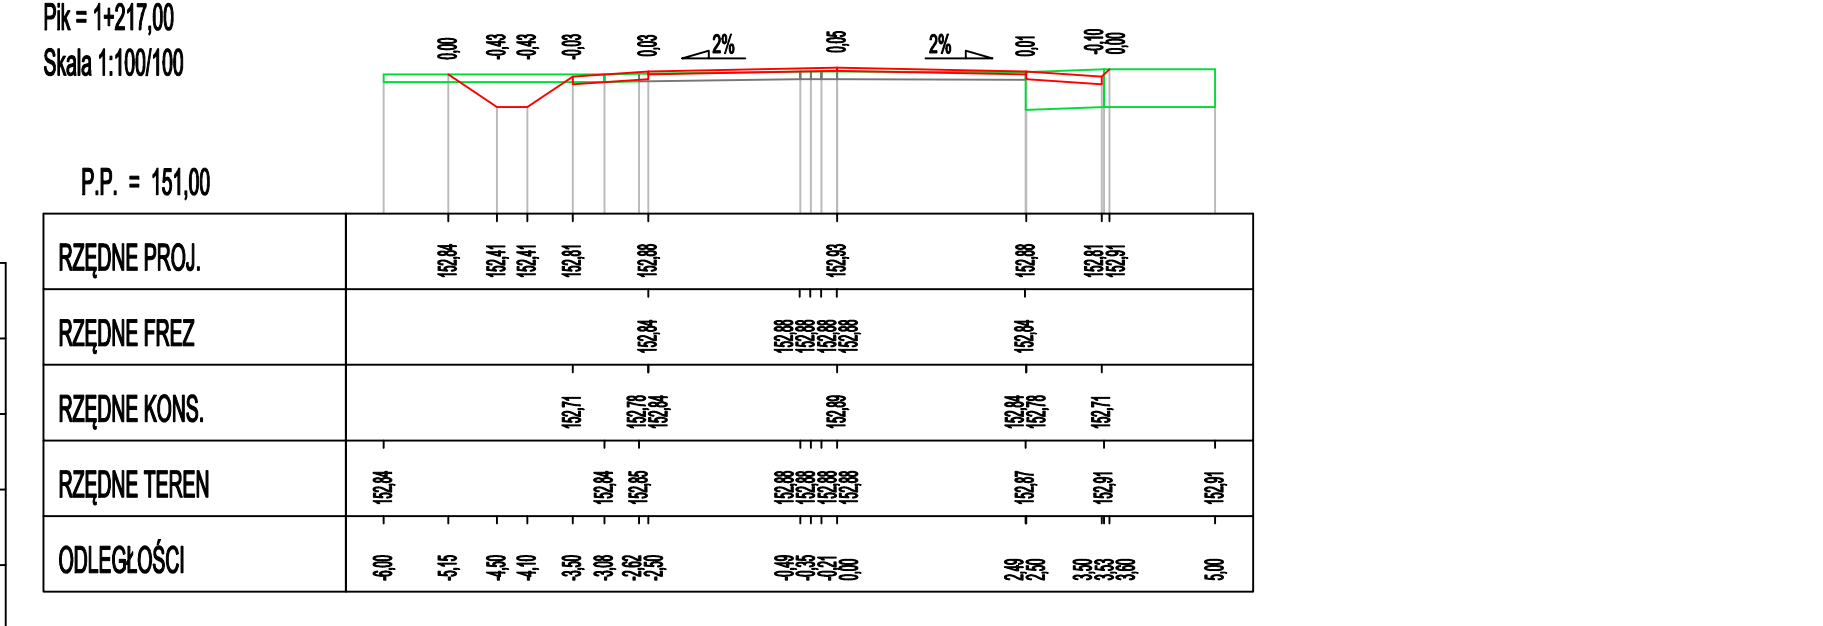 Pik = 1+217,00
Skala 1:100/100
0,00 -0,43 -0,43 -0,03 0,03 2% 0,05 2% 0,01 -0,10 0,00
P.P. = 151,00
RZĘDNE PROJ. 152,84 152,41 152,41 152,81 152,88 152,93 152,88 152,81 152,91
RZĘDNE FREZ 152,84 152,88 152,88 152,88 152,88 152,84
RZĘDNE KONS. 152,71 152,78 152,84 152,89 152,84 152,78 152,71
RZĘDNE TEREN 152,84 152,84 152,85 152,88 152,88 152,88 152,88 152,87 152,91 152,91
ODLEGŁOŚCI -6,00 -5,15 -4,50 -4,10 -3,50 -3,08 -2,62 -2,50 -0,49 -0,35 -0,21 0,00 2,49 2,50 3,50 3,53 3,60 5,00